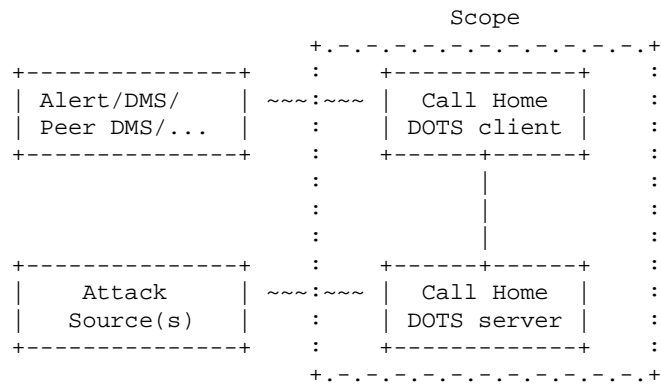 Scope
Alert/DMS/ ~~~:~~~ Call Home
Peer DMS/... DOTS client
Attack ~~~:~~~ Call Home
Source(s) DOTS server